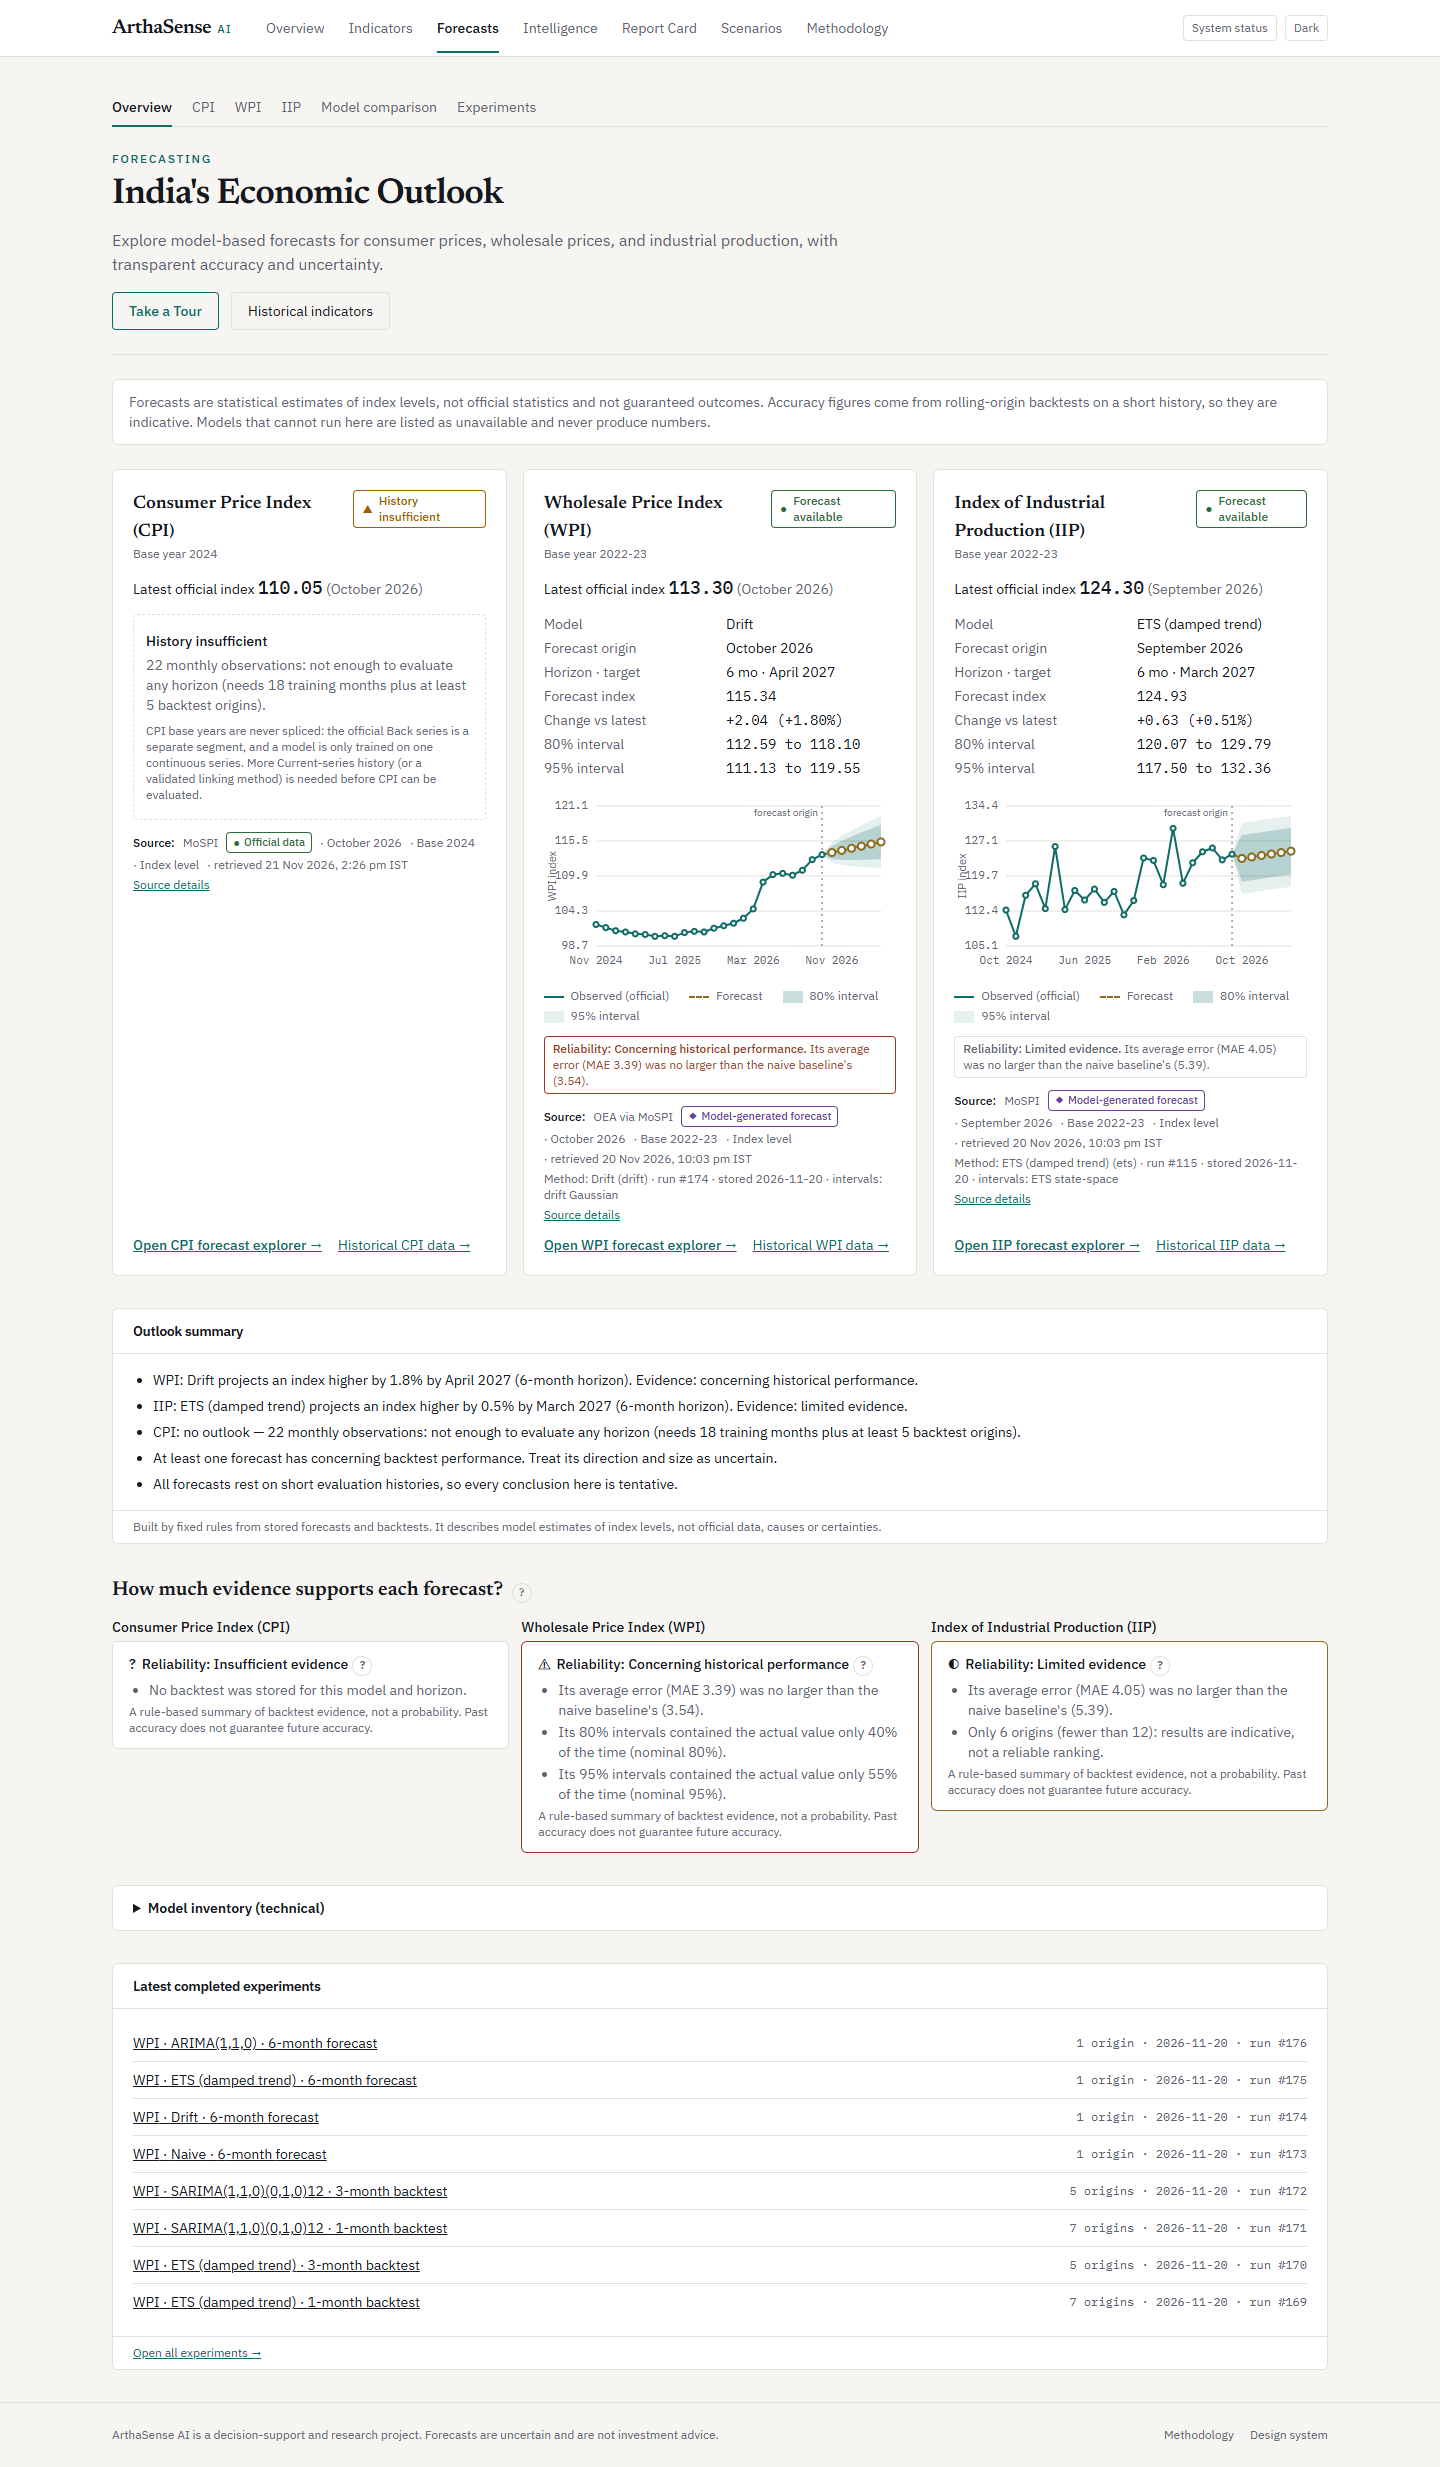 ArthaSense AI
Overview Indicators Forecasts Intelligence Report Card Scenarios Methodology
System status Dark
Overview CPI WPI IIP Model comparison Experiments
FORECASTING
India's Economic Outlook
Explore model-based forecasts for consumer prices, wholesale prices, and industrial production, with
transparent accuracy and uncertainty.
Take a Tour Historical indicators
Forecasts are statistical estimates of index levels, not official statistics and not guaranteed outcomes. Accuracy figures come from rolling-origin backtests on a short history, so they are
indicative. Models that cannot run here are listed as unavailable and never produce numbers.
Consumer Price Index
(CPI)
▲ History
insufficient
Base year 2024
Latest official index 110.05 (October 2026)
History insufficient
22 monthly observations: not enough to evaluate
any horizon (needs 18 training months plus at least
5 backtest origins).
CPI base years are never spliced: the official Back series is a
separate segment, and a model is only trained on one
continuous series. More Current-series history (or a
validated linking method) is needed before CPI can be
evaluated.
Source: MoSPI ● Official data · October 2026 · Base 2024
· Index level · retrieved 21 Nov 2026, 2:26 pm IST
Source details
Open CPI forecast explorer → Historical CPI data →
Wholesale Price Index
(WPI)
● Forecast
available
Base year 2022-23
Latest official index 113.30 (October 2026)
Model Drift
Forecast origin October 2026
Horizon · target 6 mo · April 2027
Forecast index 115.34
Change vs latest +2.04 (+1.80%)
80% interval 112.59 to 118.10
95% interval 111.13 to 119.55
WPI index
121.1
115.5
109.9
104.3
98.7
forecast origin
Nov 2024 Jul 2025 Mar 2026 Nov 2026
Observed (official) Forecast 80% interval
95% interval
Reliability: Concerning historical performance. Its average
error (MAE 3.39) was no larger than the naive baseline's
(3.54).
Source: OEA via MoSPI ◆ Model-generated forecast
· October 2026 · Base 2022-23 · Index level
· retrieved 20 Nov 2026, 10:03 pm IST
Method: Drift (drift) · run #174 · stored 2026-11-20 · intervals:
drift Gaussian
Source details
Open WPI forecast explorer → Historical WPI data →
Index of Industrial
Production (IIP)
● Forecast
available
Base year 2022-23
Latest official index 124.30 (September 2026)
Model ETS (damped trend)
Forecast origin September 2026
Horizon · target 6 mo · March 2027
Forecast index 124.93
Change vs latest +0.63 (+0.51%)
80% interval 120.07 to 129.79
95% interval 117.50 to 132.36
IIP index
134.4
127.1
119.7
112.4
105.1
forecast origin
Oct 2024 Jun 2025 Feb 2026 Oct 2026
Observed (official) Forecast 80% interval
95% interval
Reliability: Limited evidence. Its average error (MAE 4.05)
was no larger than the naive baseline's (5.39).
Source: MoSPI ◆ Model-generated forecast
· September 2026 · Base 2022-23 · Index level
· retrieved 20 Nov 2026, 10:03 pm IST
Method: ETS (damped trend) (ets) · run #115 · stored 2026-11-
20 · intervals: ETS state-space
Source details
Open IIP forecast explorer → Historical IIP data →
Outlook summary
• WPI: Drift projects an index higher by 1.8% by April 2027 (6-month horizon). Evidence: concerning historical performance.
• IIP: ETS (damped trend) projects an index higher by 0.5% by March 2027 (6-month horizon). Evidence: limited evidence.
• CPI: no outlook — 22 monthly observations: not enough to evaluate any horizon (needs 18 training months plus at least 5 backtest origins).
• At least one forecast has concerning backtest performance. Treat its direction and size as uncertain.
• All forecasts rest on short evaluation histories, so every conclusion here is tentative.
Built by fixed rules from stored forecasts and backtests. It describes model estimates of index levels, not official data, causes or certainties.
How much evidence supports each forecast? ?
Consumer Price Index (CPI)
? Reliability: Insufficient evidence ?
• No backtest was stored for this model and horizon.
A rule-based summary of backtest evidence, not a probability. Past
accuracy does not guarantee future accuracy.
Wholesale Price Index (WPI)
⚠ Reliability: Concerning historical performance ?
• Its average error (MAE 3.39) was no larger than the
naive baseline's (3.54).
• Its 80% intervals contained the actual value only 40%
of the time (nominal 80%).
• Its 95% intervals contained the actual value only 55%
of the time (nominal 95%).
A rule-based summary of backtest evidence, not a probability. Past
accuracy does not guarantee future accuracy.
Index of Industrial Production (IIP)
◐ Reliability: Limited evidence ?
• Its average error (MAE 4.05) was no larger than the
naive baseline's (5.39).
• Only 6 origins (fewer than 12): results are indicative,
not a reliable ranking.
A rule-based summary of backtest evidence, not a probability. Past
accuracy does not guarantee future accuracy.
▶ Model inventory (technical)
Latest completed experiments
WPI · ARIMA(1,1,0) · 6-month forecast 1 origin · 2026-11-20 · run #176
WPI · ETS (damped trend) · 6-month forecast 1 origin · 2026-11-20 · run #175
WPI · Drift · 6-month forecast 1 origin · 2026-11-20 · run #174
WPI · Naive · 6-month forecast 1 origin · 2026-11-20 · run #173
WPI · SARIMA(1,1,0)(0,1,0)12 · 3-month backtest 5 origins · 2026-11-20 · run #172
WPI · SARIMA(1,1,0)(0,1,0)12 · 1-month backtest 7 origins · 2026-11-20 · run #171
WPI · ETS (damped trend) · 3-month backtest 5 origins · 2026-11-20 · run #170
WPI · ETS (damped trend) · 1-month backtest 7 origins · 2026-11-20 · run #169
Open all experiments →
ArthaSense AI is a decision-support and research project. Forecasts are uncertain and are not investment advice.
Methodology Design system